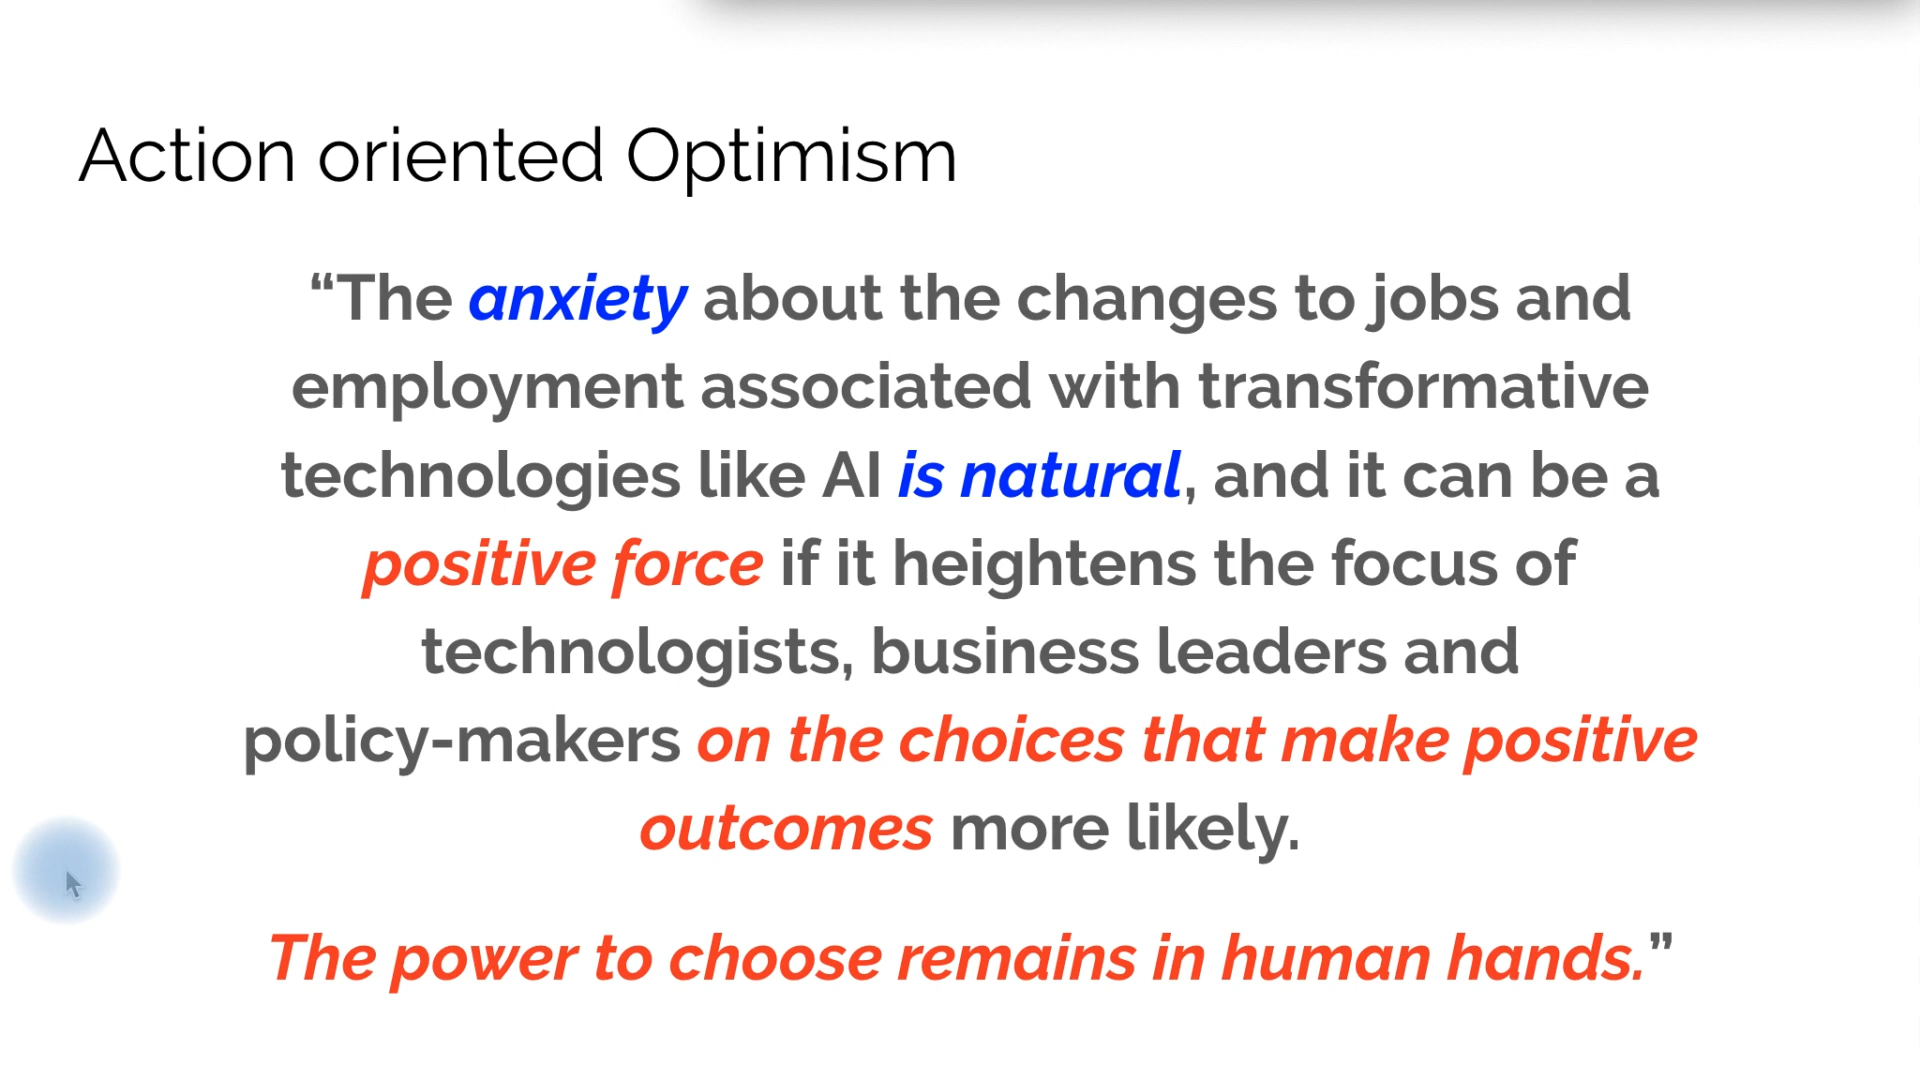 Action oriented Optimism
“The anxiety about the changes to jobs and
employment associated with transformative
technologies like AI is natural, and it can be a
positive force if it heightens the focus of
technologists, business leaders and
policy-makers on the choices that make positive
outcomes more likely.
The power to choose remains in human hands.”